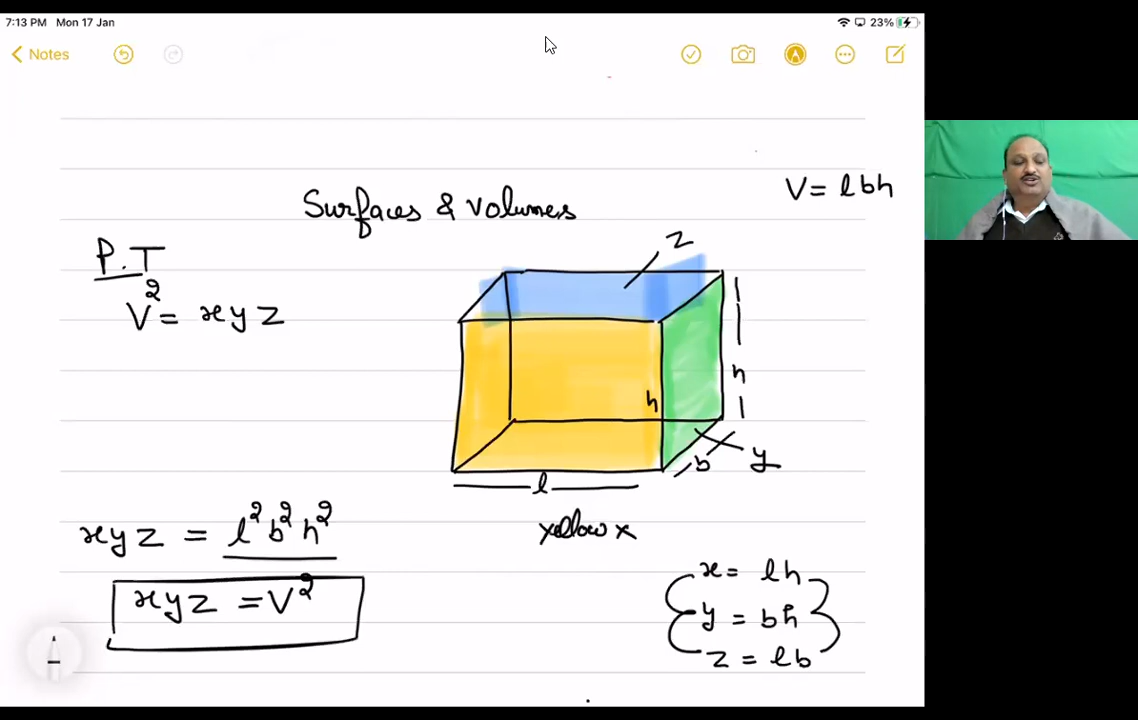 7:13 PM Mon 17 Jan
23%
Notes
Surfaces & Volumes
V = lbh
P.T
V² = xyz
z
h
h
b
y
l
yellow x
xyz = l²b²h²
xyz = V²
x = lh
y = bh
z = lb